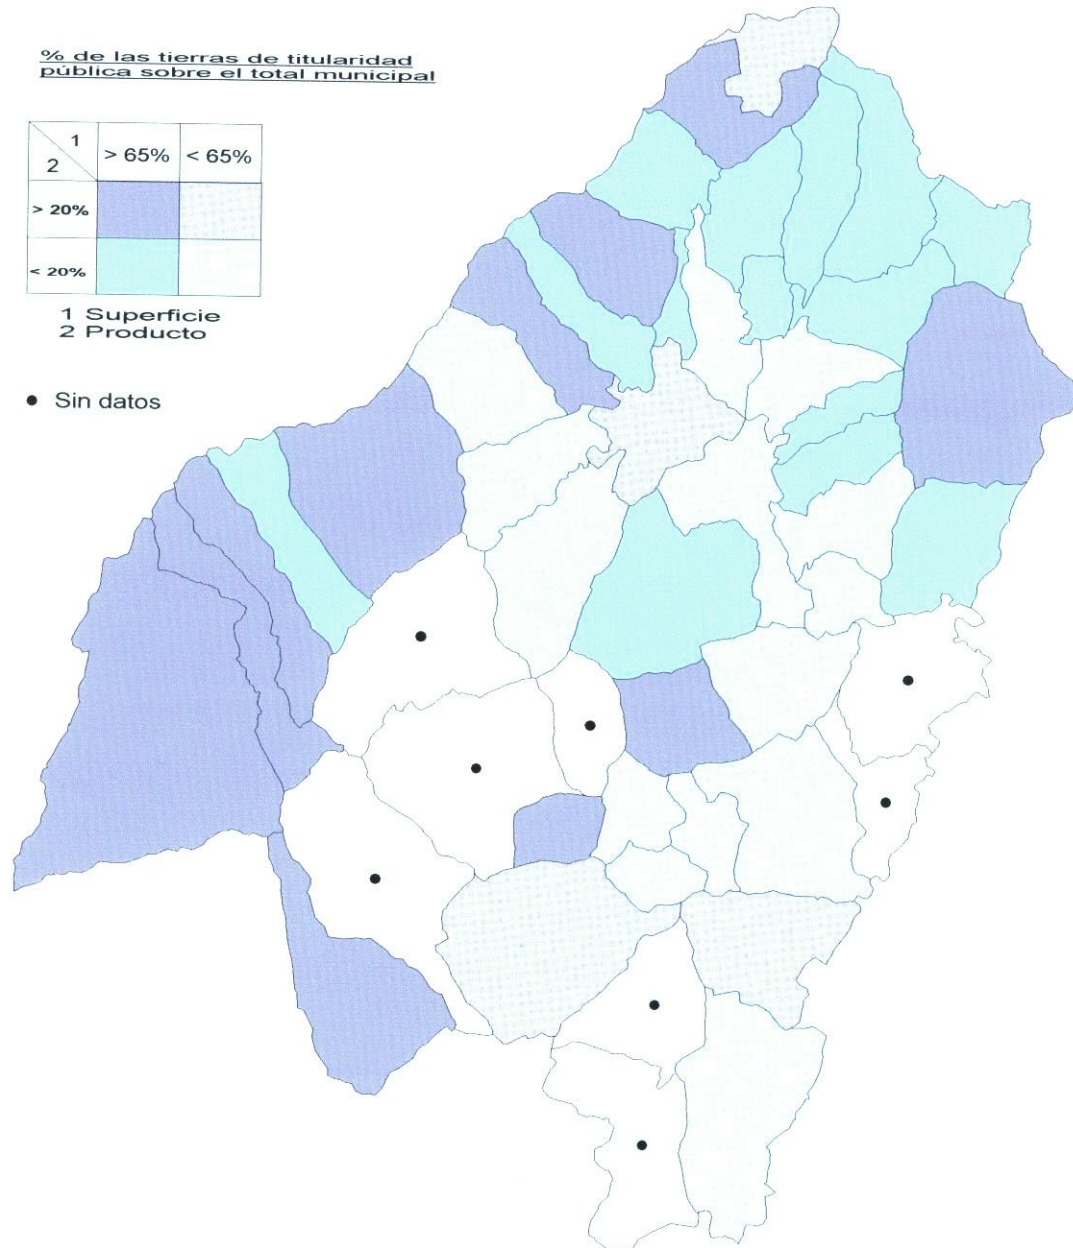 % de las tierras de titularidad
pública sobre el total municipal
1
2
> 65%
< 65%
> 20%
< 20%
1 Superficie
2 Producto
Sin datos